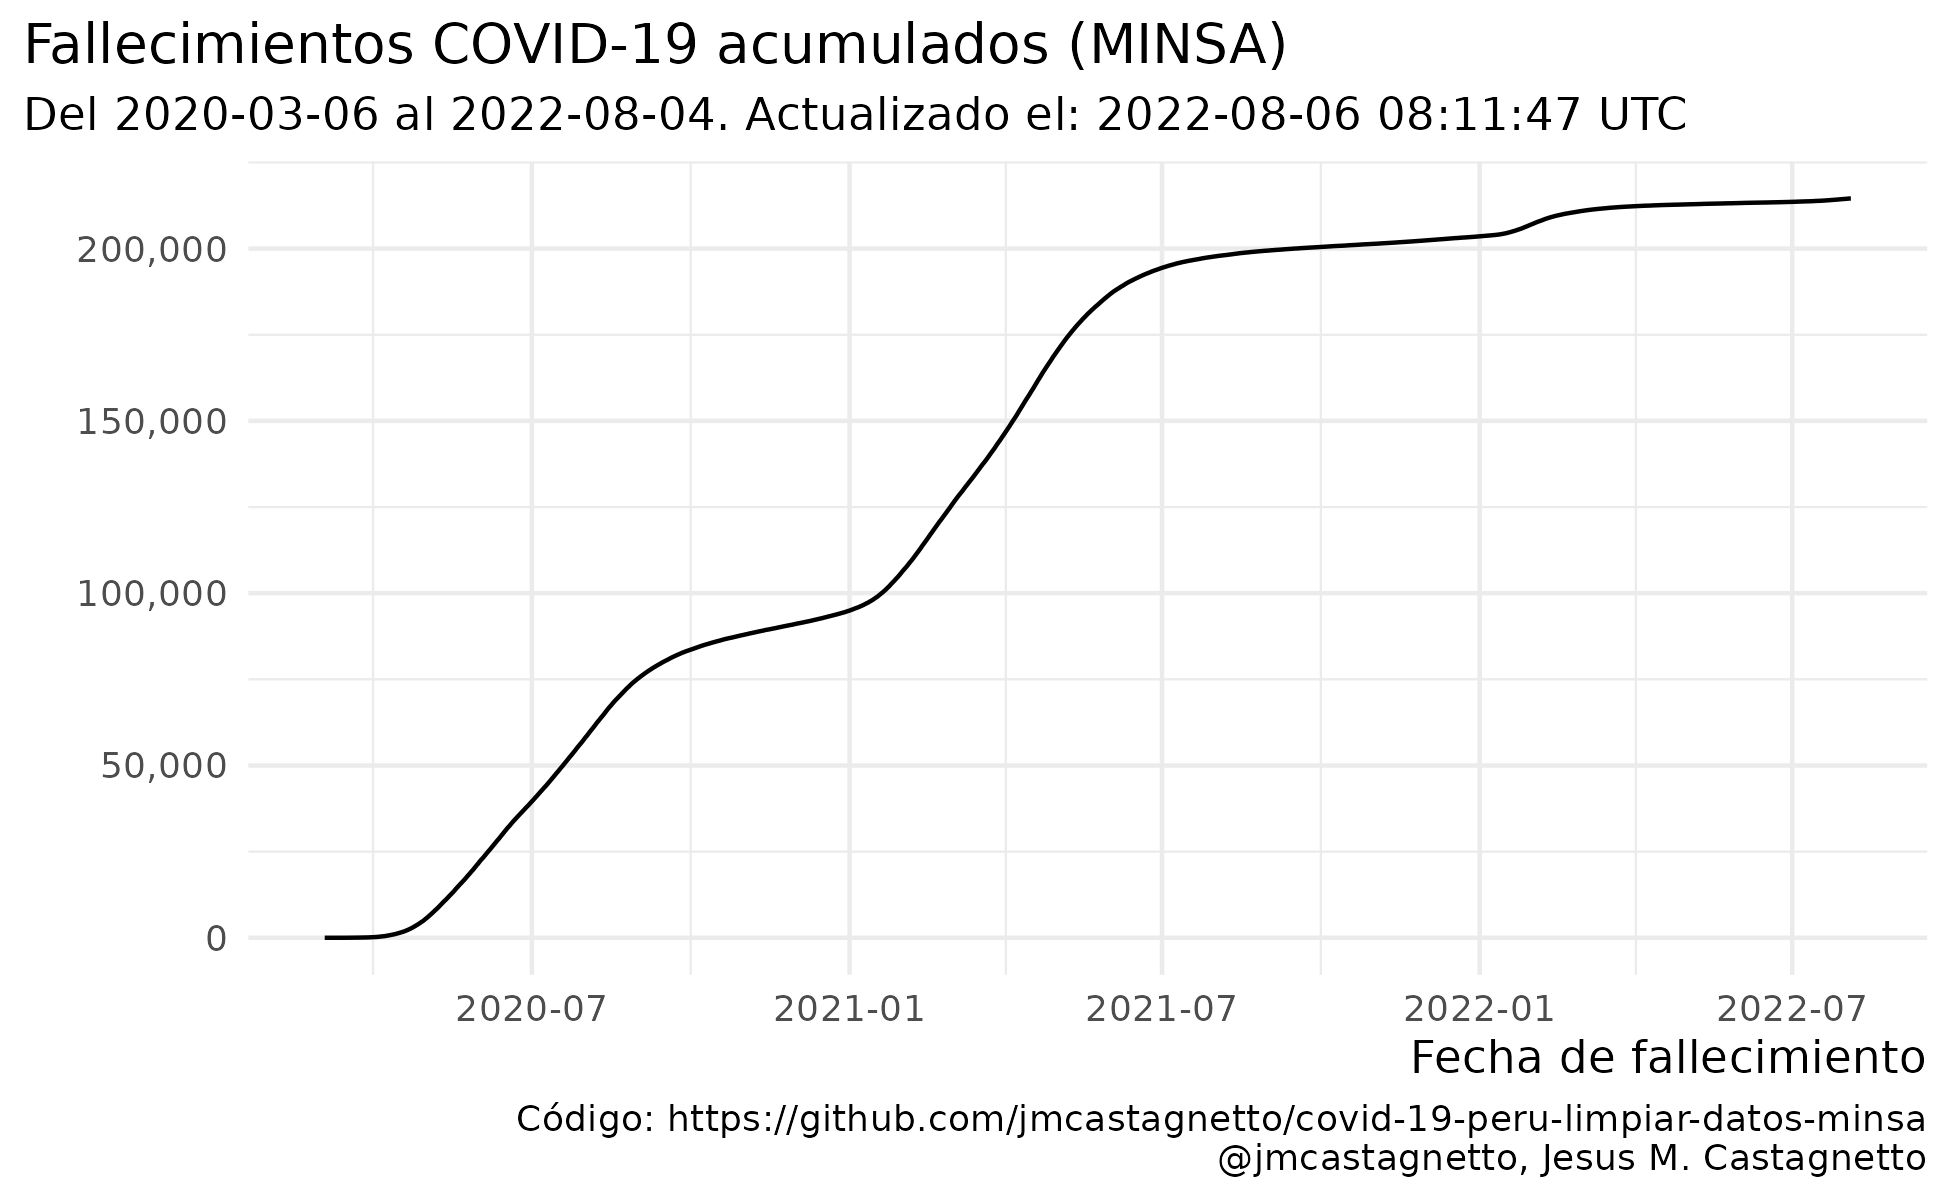 Fallecimientos COVID-19 acumulados (MINSA)
Del 2020-03-06 al 2022-08-04. Actualizado el: 2022-08-06 08:11:47 UTC
200,000
150,000
100,000
50,000
0
2020-07 2021-01 2021-07 2022-01 2022-07
Fecha de fallecimiento
Código: https://github.com/jmcastagnetto/covid-19-peru-limpiar-datos-minsa
@jmcastagnetto, Jesus M. Castagnetto